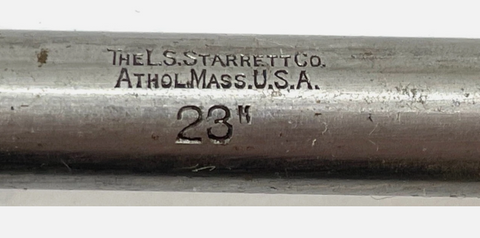 THE L.S. STARRETT CO.
ATHOL, MASS. U.S.A.
23"